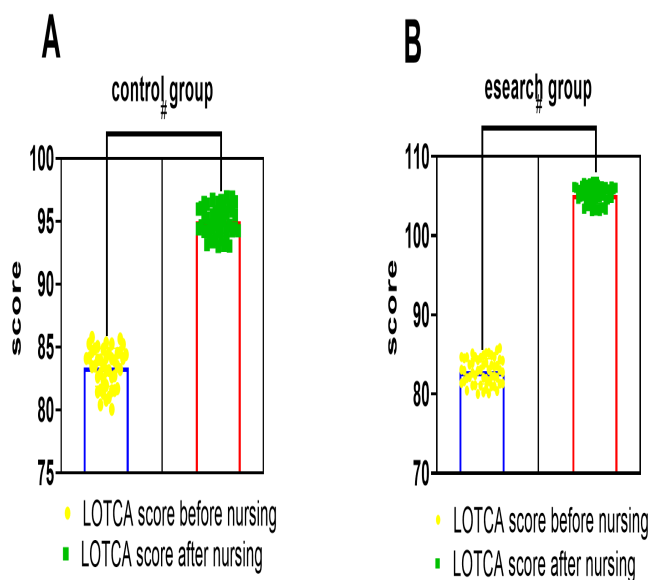 A
control group
#
100
95
90
85
80
75
score
LOTCA score before nursing
LOTCA score after nursing
B
esearch group
#
110
100
90
80
70
score
LOTCA score before nursing
LOTCA score after nursing